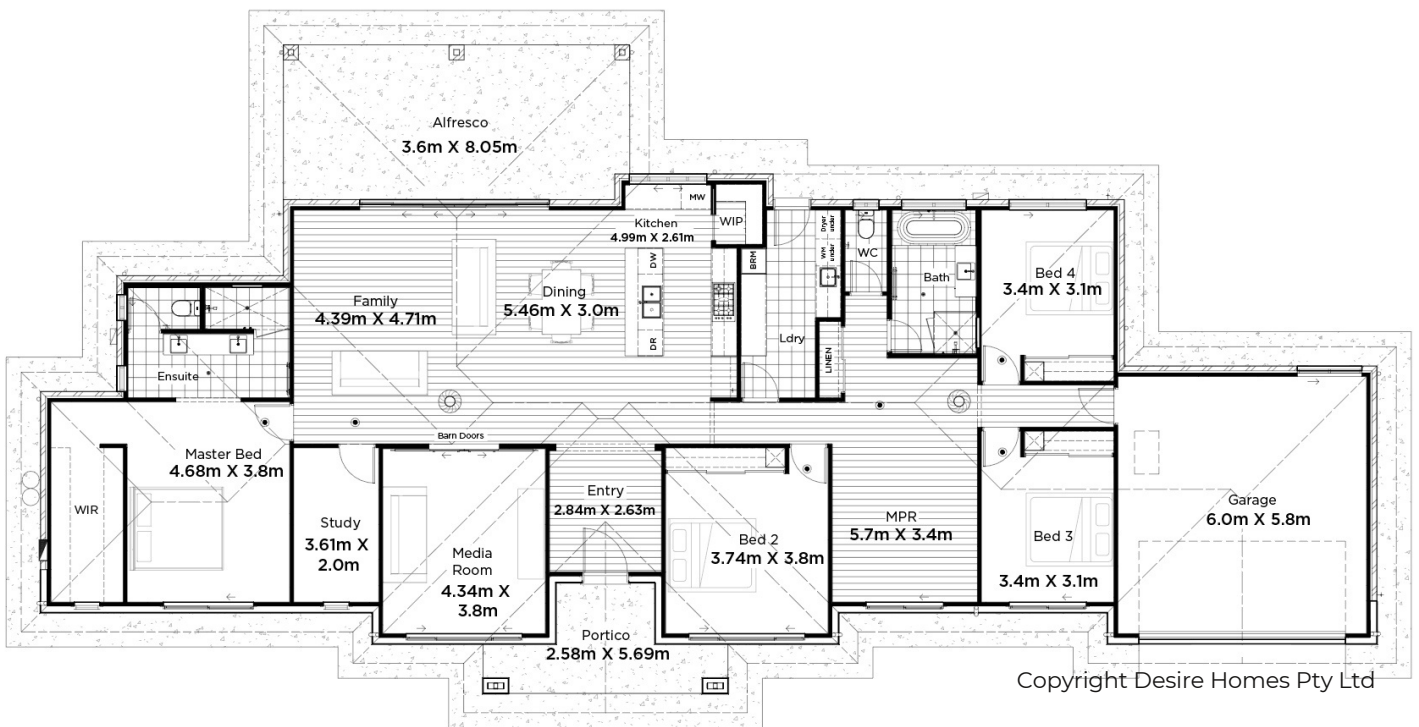 Alfresco
3.6m X 8.05m
MW
Kitchen
4.99m X 2.61m
WIP
Dryer
under
WM
under
WC
Bath
BRM
DW
Bed 4
3.4m X 3.1m
Family
4.39m X 4.71m
Dining
5.46m X 3.0m
DR
Ldry
LINEN
Ensuite
Barn Doors
Master Bed
4.68m X 3.8m
WIR
Study
3.61m X
2.0m
Media
Room
4.34m X
3.8m
Entry
2.84m X 2.63m
Bed 2
3.74m X 3.8m
MPR
5.7m X 3.4m
Bed 3
3.4m X 3.1m
Garage
6.0m X 5.8m
Portico
2.58m X 5.69m
Copyright Desire Homes Pty Ltd